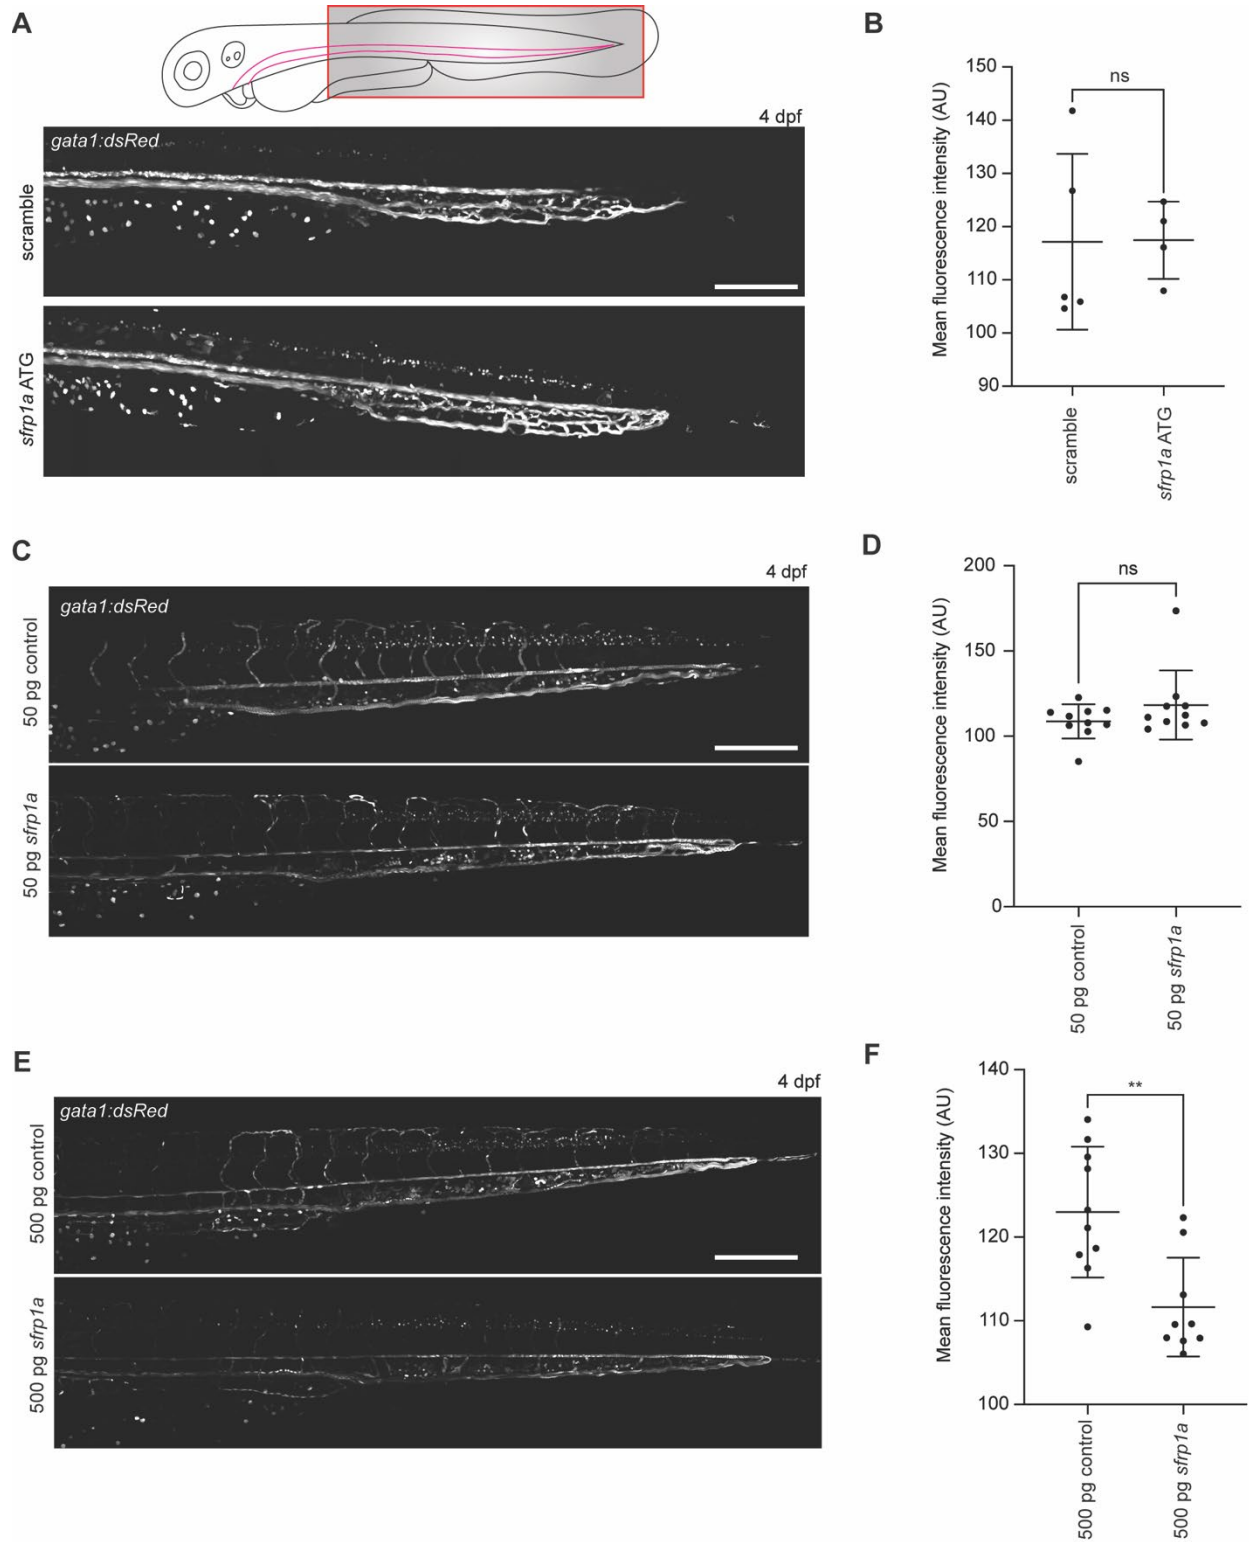 A
4 dpf
gata1:dsRed
scramble
sfrp1a ATG
B
Mean fluorescence intensity (AU)
150
140
130
120
110
100
90
ns
scramble
sfrp1a ATG
C
4 dpf
gata1:dsRed
50 pg control
50 pg sfrp1a
D
Mean fluorescence intensity (AU)
200
150
100
50
0
ns
50 pg control
50 pg sfrp1a
E
4 dpf
gata1:dsRed
500 pg control
500 pg sfrp1a
F
Mean fluorescence intensity (AU)
140
130
120
110
100
**
500 pg control
500 pg sfrp1a